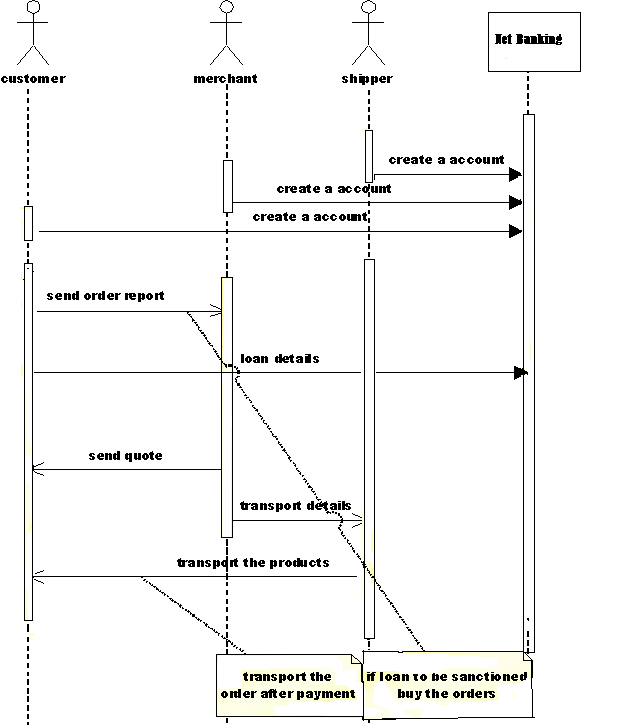 Net Banking
customer
merchant
shipper
create a account
create a account
create a account
send order report
loan details
send quote
transport details
transport the products
transport the
order after payment
if loan to be sanctioned
buy the orders